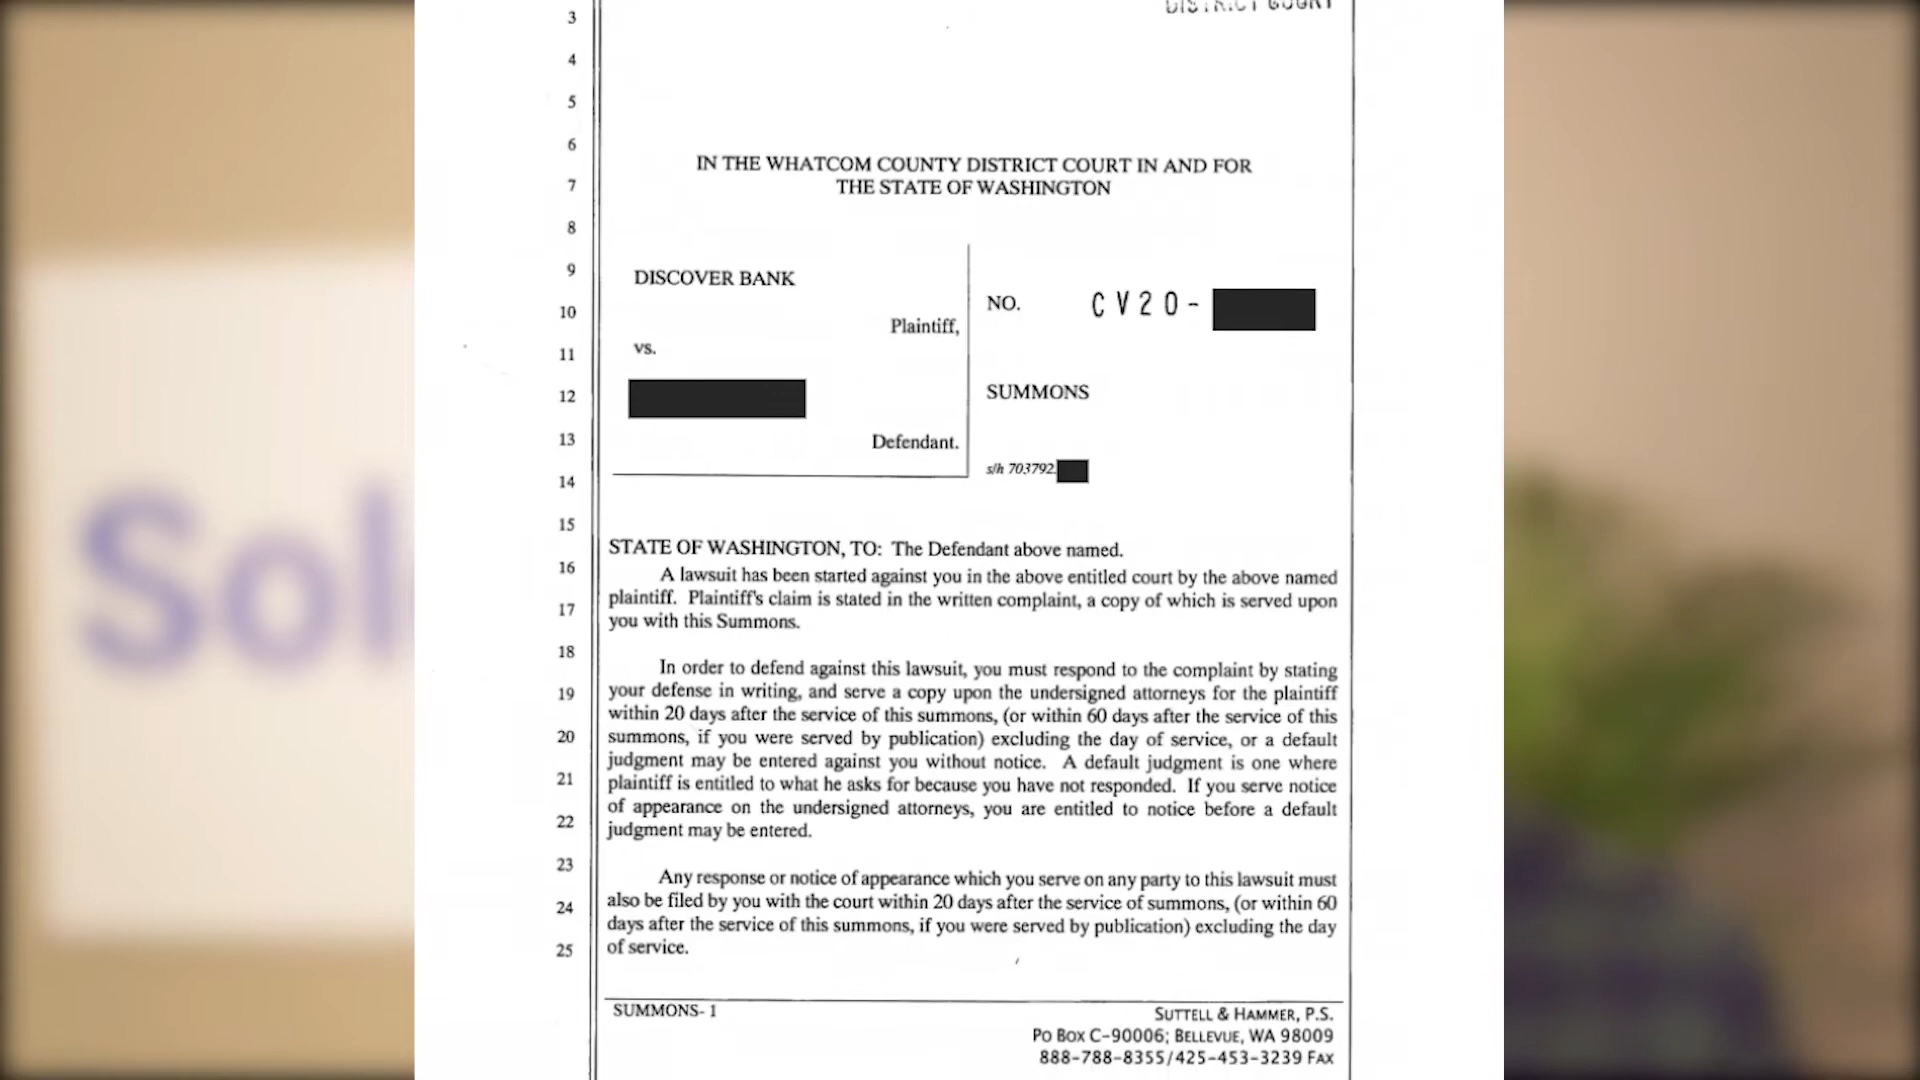 DISTRICT COURT
3
4
5
6
IN THE WHATCOM COUNTY DISTRICT COURT IN AND FOR
7
THE STATE OF WASHINGTON
8
9
DISCOVER BANK
NO. CV20-
10
Plaintiff,
11
vs.
12
SUMMONS
13
Defendant.
s/h 703792
14
15
STATE OF WASHINGTON, TO: The Defendant above named.
16
A lawsuit has been started against you in the above entitled court by the above named
17
plaintiff. Plaintiff's claim is stated in the written complaint, a copy of which is served upon
you with this Summons.
18
In order to defend against this lawsuit, you must respond to the complaint by stating
19
your defense in writing, and serve a copy upon the undersigned attorneys for the plaintiff
within 20 days after the service of this summons, (or within 60 days after the service of this
20
summons, if you were served by publication) excluding the day of service, or a default
judgment may be entered against you without notice. A default judgment is one where
21
plaintiff is entitled to what he asks for because you have not responded. If you serve notice
of appearance on the undersigned attorneys, you are entitled to notice before a default
22
judgment may be entered.
23
Any response or notice of appearance which you serve on any party to this lawsuit must
24
also be filed by you with the court within 20 days after the service of summons, (or within 60
days after the service of this summons, if you were served by publication) excluding the day
25
of service.
SUMMONS- 1
SUTTELL & HAMMER, P.S.
PO BOX C-90006; BELLEVUE, WA 98009
888-788-8355/425-453-3239 FAX
Sol